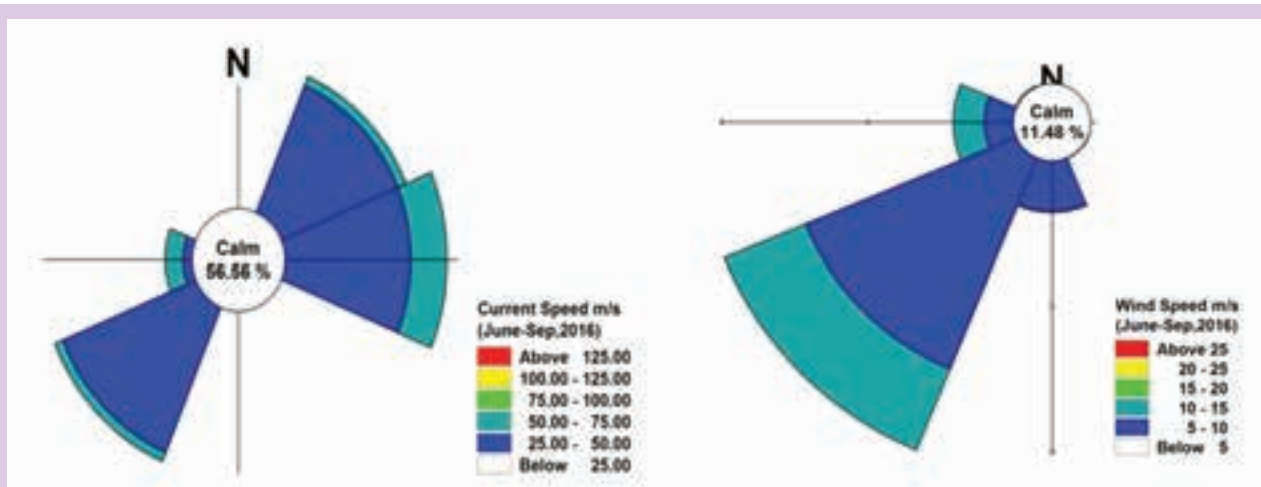 N
Calm
56.56 %
Current Speed m/s
(June-Sep,2016)
Above 125.00
100.00 - 125.00
75.00 - 100.00
50.00 - 75.00
25.00 - 50.00
Below 25.00
N
Calm
11.48 %
Wind Speed m/s
(June-Sep,2016)
Above 25
20 - 25
15 - 20
10 - 15
5 - 10
Below 5